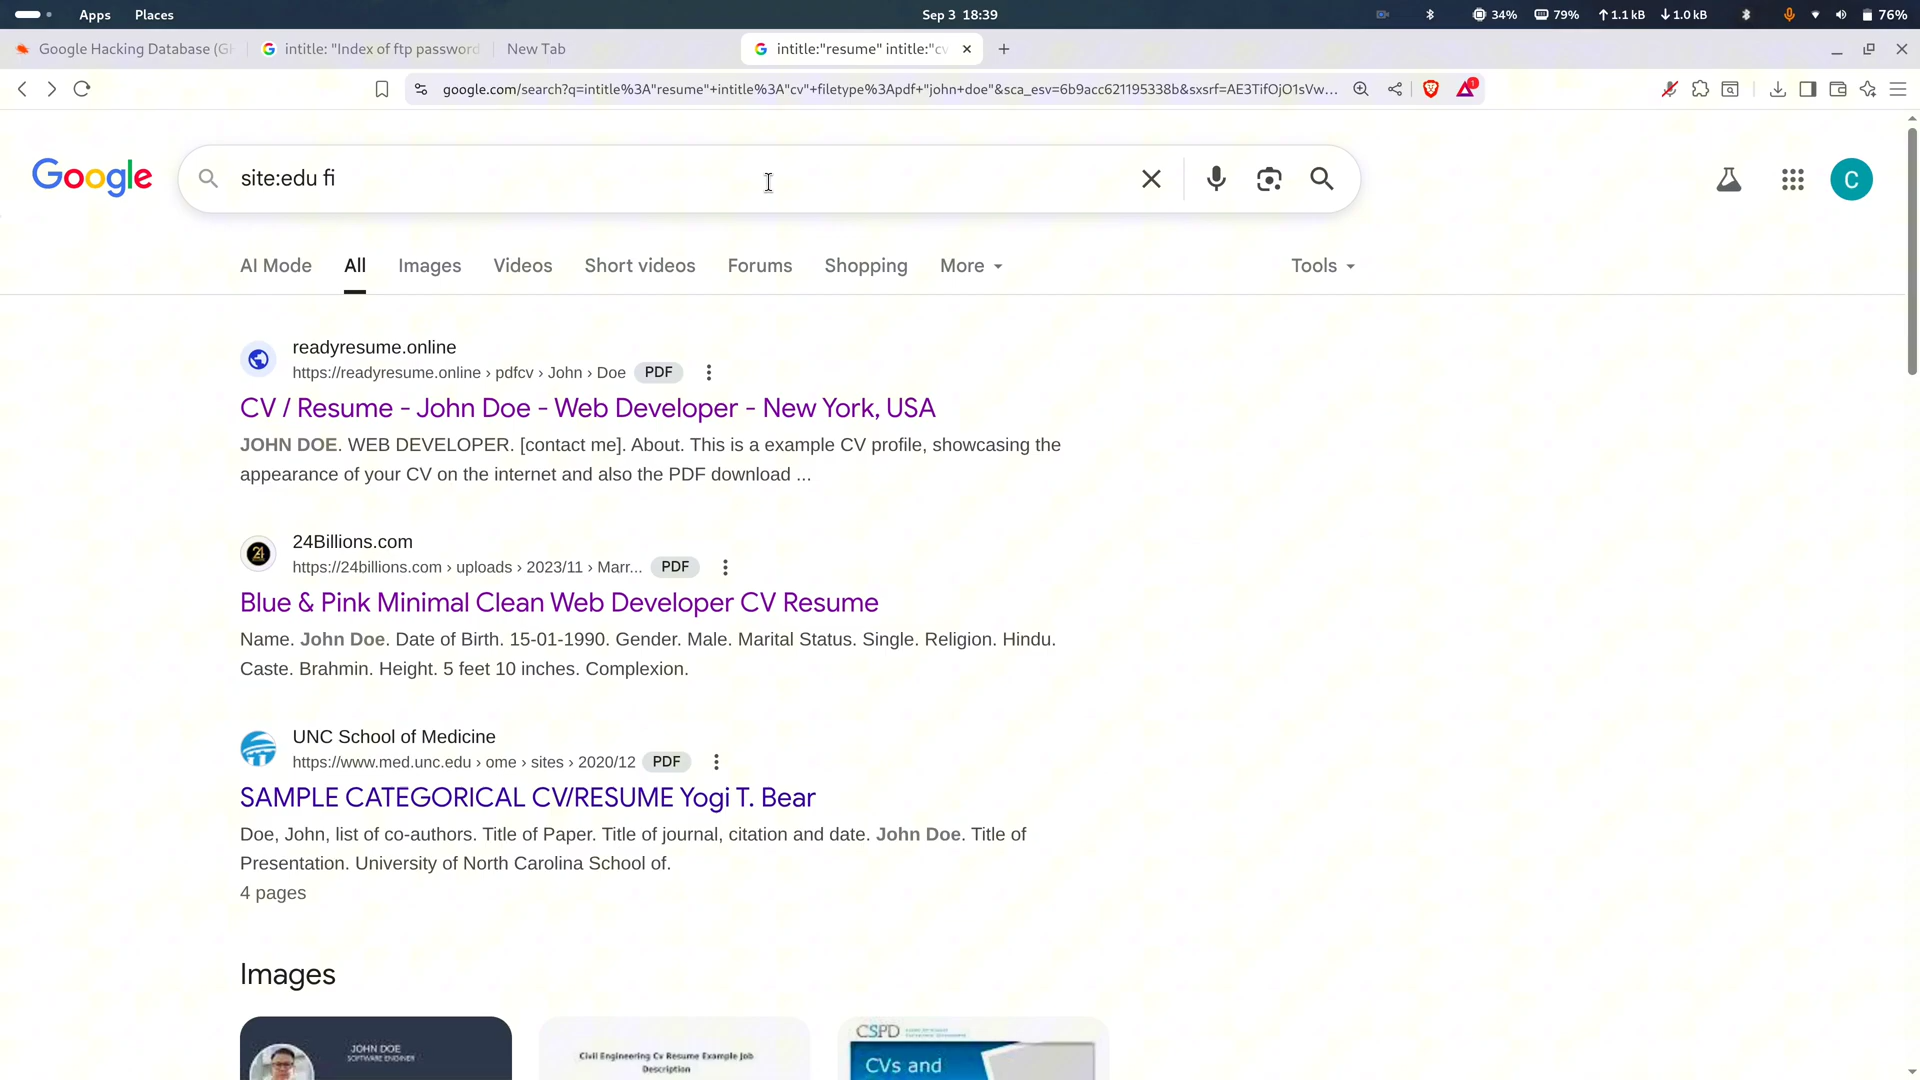 Apps Places Sep 3 18:39 34% 79% 1.1 kB 1.0 kB 76%
Google Hacking Database (GH intitle: "Index of ftp password New Tab intitle:"resume" intitle:"cv
google.com/search?q=intitle%3A"resume"+intitle%3A"cv"+filetype%3Apdf+"john+doe"&sca_esv=6b9acc621195338b&sxsrf=AE3TifOjO1sVw... 1
Google site:edu fi C
AI Mode All Images Videos Short videos Forums Shopping More Tools
readyresume.online
https://readyresume.online › pdfcv › John › Doe PDF
CV / Resume - John Doe - Web Developer - New York, USA
JOHN DOE. WEB DEVELOPER. [contact me]. About. This is a example CV profile, showcasing the
appearance of your CV on the internet and also the PDF download ...
24
24Billions.com
https://24billions.com › uploads › 2023/11 › Marr... PDF
Blue & Pink Minimal Clean Web Developer CV Resume
Name. John Doe. Date of Birth. 15-01-1990. Gender. Male. Marital Status. Single. Religion. Hindu.
Caste. Brahmin. Height. 5 feet 10 inches. Complexion.
UNC School of Medicine
https://www.med.unc.edu › ome › sites › 2020/12 PDF
SAMPLE CATEGORICAL CV/RESUME Yogi T. Bear
Doe, John, list of co-authors. Title of Paper. Title of journal, citation and date. John Doe. Title of
Presentation. University of North Carolina School of.
4 pages
Images
JOHN DOE
SOFTWARE ENGINEER
Civil Engineering Cv Resume Example Job
Description
CSPD
CVs and